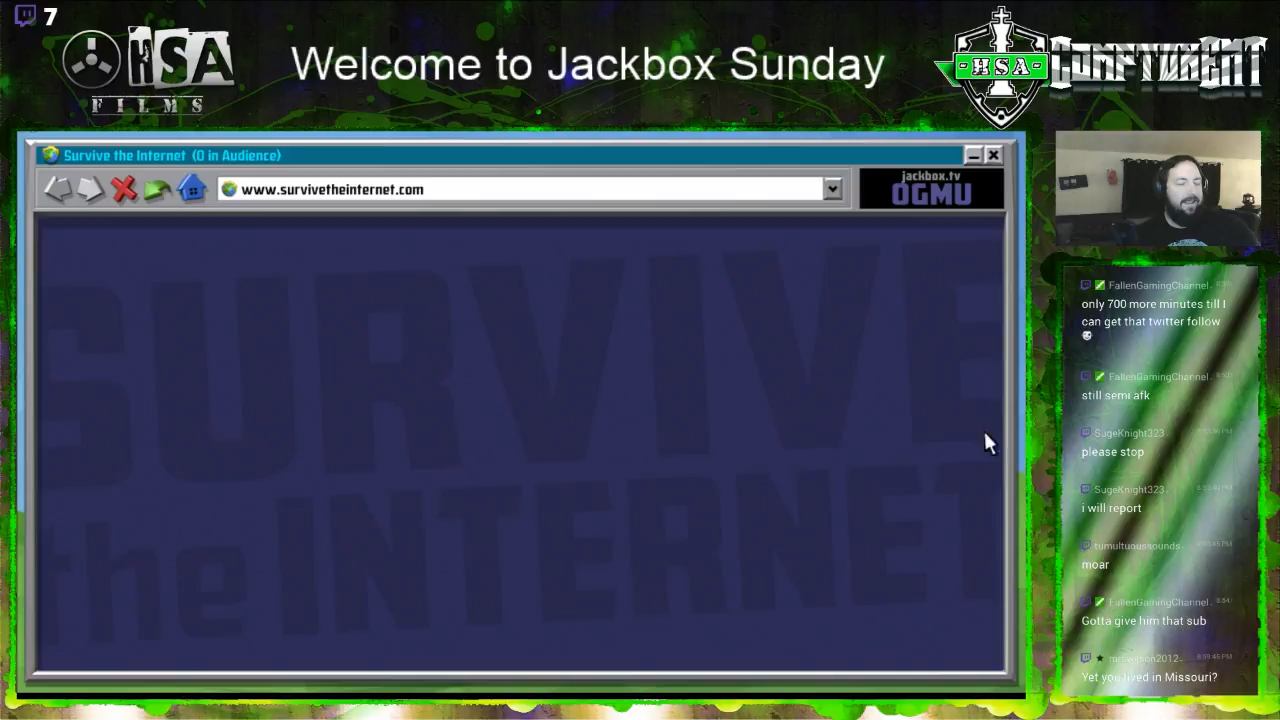 7
HSA
FILMS
Welcome to Jackbox Sunday
-HSA-
Survive the Internet (0 in Audience)
www.survivetheinternet.com
jackbox.tv
OGMU
SURVIVE
the INTERNET
FallenGamingChannel
only 700 more minutes till I
can get that twitter follow
FallenGamingChannel
still semi afk
SugeKnight323
please stop
SugeKnight323
i will report
tumultuoussounds
moar
FallenGamingChannel
Gotta give him that sub
Yet you lived in Missouri?